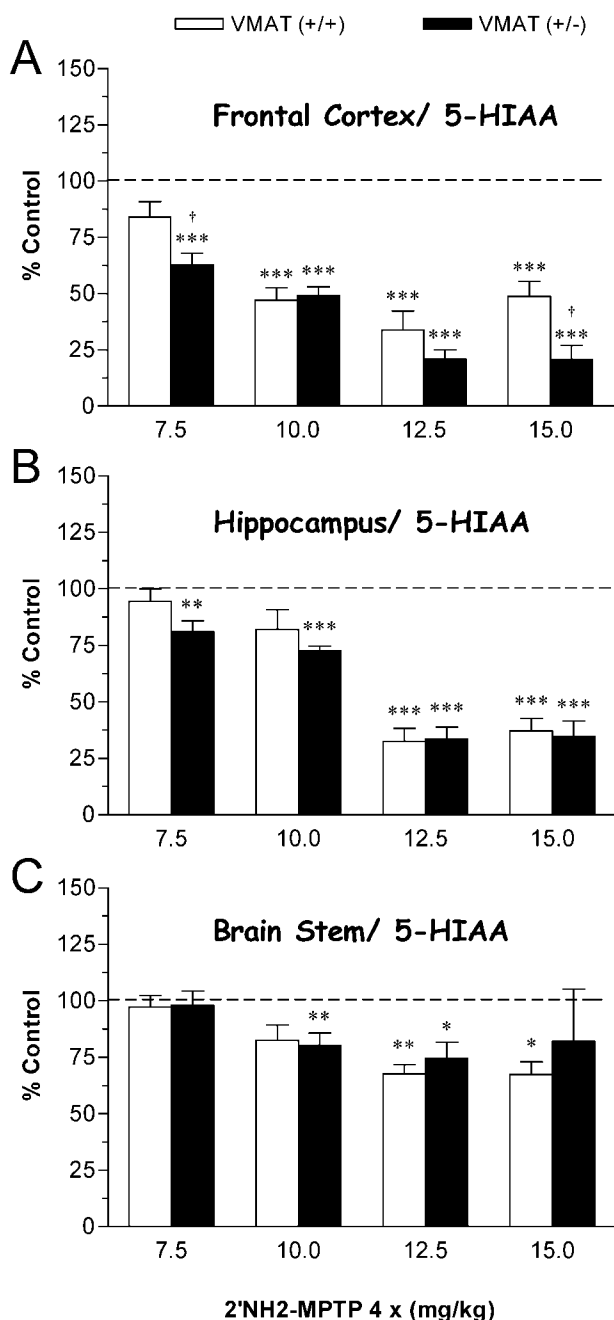 VMAT (+/+) VMAT (+/-)
A
Frontal Cortex/ 5-HIAA
% Control
150
125
100
75
50
25
0
†
***
***
***
***
***
***
†
***
7.5 10.0 12.5 15.0
B
Hippocampus/ 5-HIAA
% Control
150
125
100
75
50
25
0
**
***
***
***
***
***
7.5 10.0 12.5 15.0
C
Brain Stem/ 5-HIAA
% Control
150
125
100
75
50
25
0
**
**
*
*
7.5 10.0 12.5 15.0
2'NH2-MPTP 4 x (mg/kg)